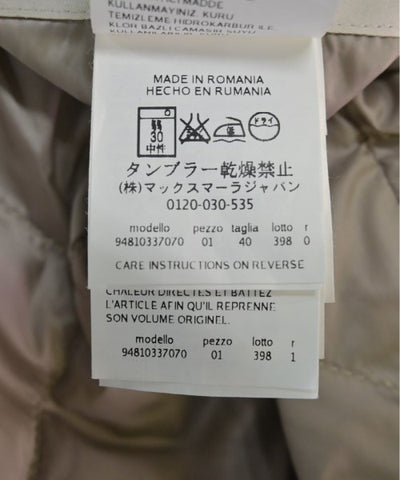 KULLANMAYINIZ. KURU
TEMIZLEME HIDROKARBUR ILE
MADE IN ROMANIA
HECHO EN RUMANIA
30
中性
ドライ
タンブラー乾燥禁止
(株)マックスマーラジャパン
0120-030-535
modello pezzo taglia lotto r
94810337070 01 40 398 0
CARE INSTRUCTIONS ON REVERSE
CHALEUR DIRECTES ET BATTEZ
L'ARTICLE AFIN QU'IL REPRENNE
SON VOLUME ORIGINEL.
modello pezzo lotto r
94810337070 01 398 1